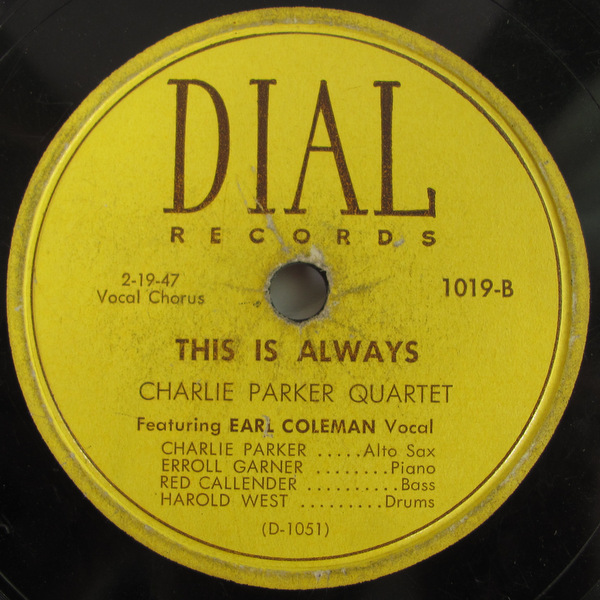 DIAL
RECORDS
2-19-47
Vocal Chorus
1019-B
THIS IS ALWAYS
CHARLIE PARKER QUARTET
Featuring EARL COLEMAN Vocal
CHARLIE PARKER .....Alto Sax
ERROLL GARNER ........Piano
RED CALLENDER ..........Bass
HAROLD WEST .........Drums
(D-1051)